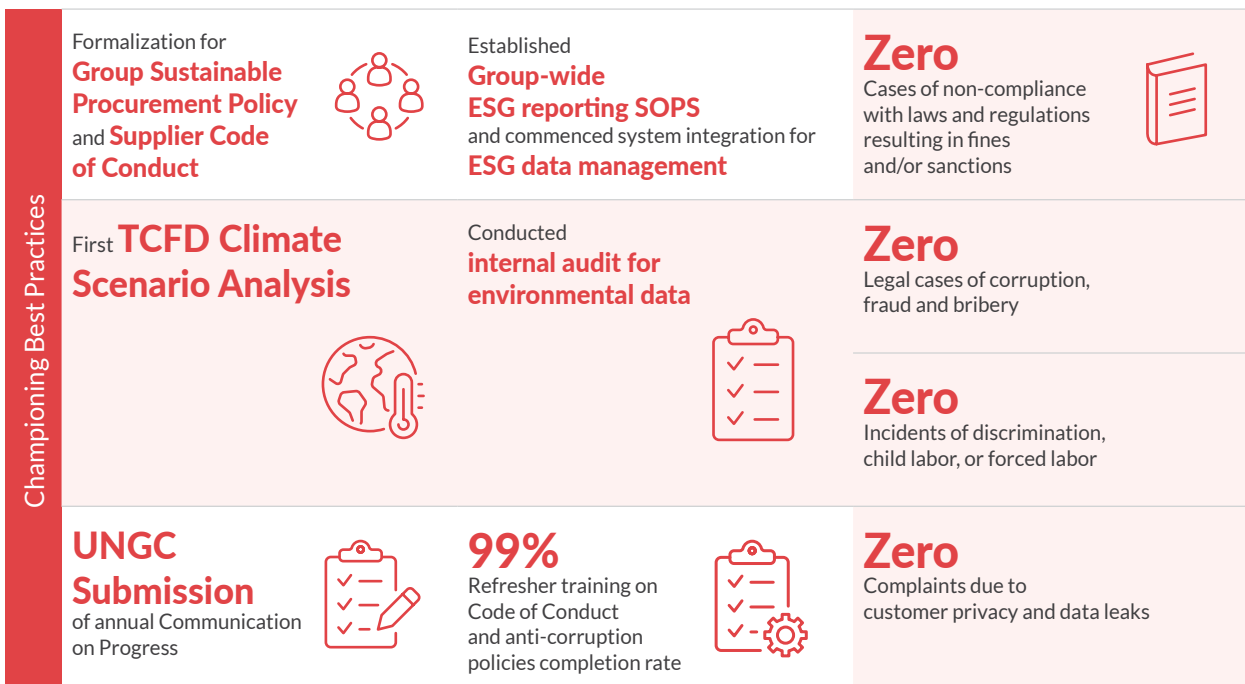 Championing Best Practices
Formalization for
Group Sustainable
Procurement Policy
and Supplier Code
of Conduct
Established
Group-wide
ESG reporting SOPS
and commenced system integration for
ESG data management
Zero
Cases of non-compliance
with laws and regulations
resulting in fines
and/or sanctions
First TCFD Climate
Scenario Analysis
Conducted
internal audit for
environmental data
Zero
Legal cases of corruption,
fraud and bribery
Zero
Incidents of discrimination,
child labor, or forced labor
UNGC
Submission
of annual Communication
on Progress
99%
Refresher training on
Code of Conduct
and anti-corruption
policies completion rate
Zero
Complaints due to
customer privacy and data leaks